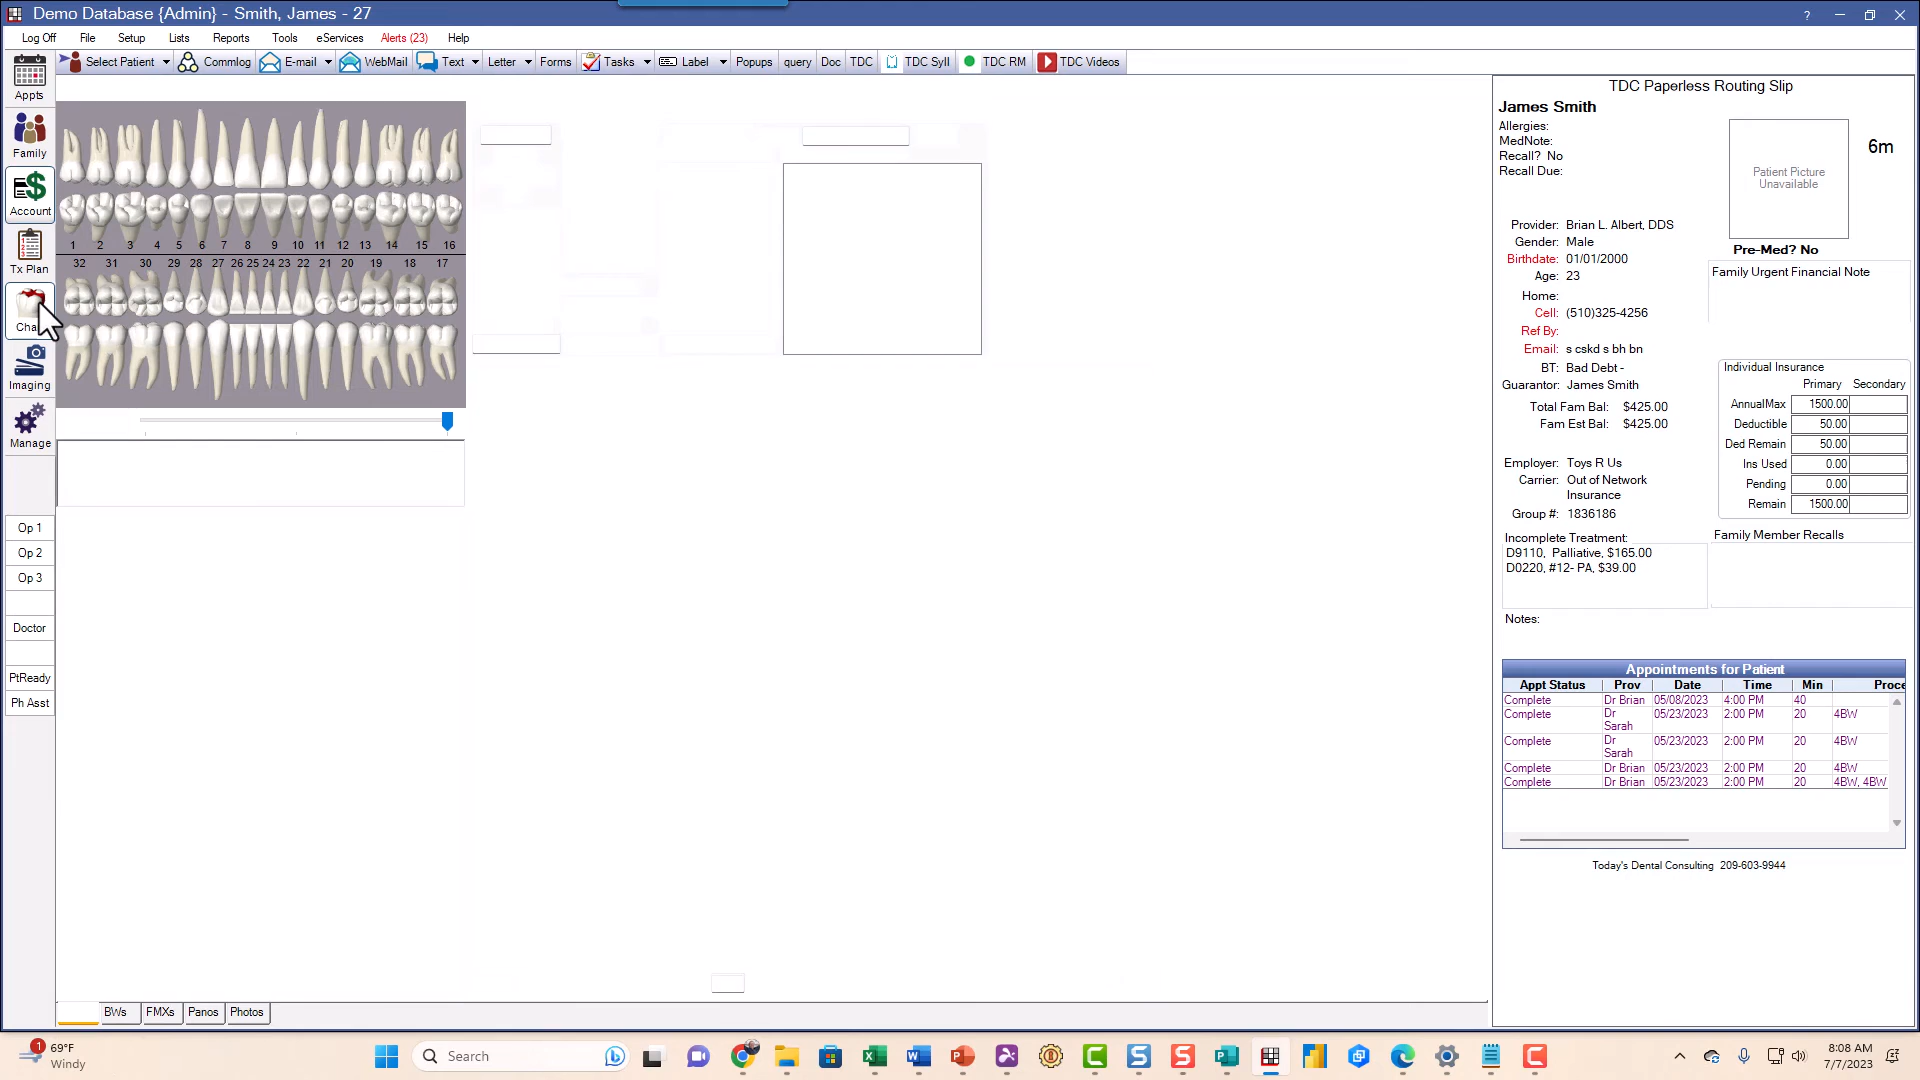 Demo Database {Admin} - Smith, James - 27
?
Log Off File Setup Lists Reports Tools eServices Alerts (23) Help
Select Patient Commlog E-mail WebMail Text Letter Forms Tasks Label Popups query Doc TDC TDC Syll TDC RM TDC Videos
Appts
Family
Account
Tx Plan
Imaging
Manage
Op 1
Op 2
Op 3
Doctor
PtReady
Ph Asst
1 2 3 4 5 6 7 8 9 10 11 12 13 14 15 16
32 31 30 29 28 27 26 25 24 23 22 21 20 19 18 17
BWs FMXs Panos Photos
TDC Paperless Routing Slip
James Smith
Allergies:
MedNote:
Recall? No
Recall Due:
Patient Picture
Unavailable
6m
Provider: Brian L. Albert, DDS
Gender: Male
Birthdate: 01/01/2000
Age: 23
Home:
Cell: (510)325-4256
Ref By:
Email: s cskd s bh bn
BT: Bad Debt -
Guarantor: James Smith
Total Fam Bal: $425.00
Fam Est Bal: $425.00
Employer: Toys R Us
Carrier: Out of Network
Insurance
Group #: 1836186
Pre-Med? No
Family Urgent Financial Note
Individual Insurance
Primary Secondary
AnnualMax 1500.00
Deductible 50.00
Ded Remain 50.00
Ins Used 0.00
Pending 0.00
Remain 1500.00
Incomplete Treatment:
D9110, Palliative, $165.00
D0220, #12- PA, $39.00
Family Member Recalls
Notes:
Appointments for Patient
Appt Status Prov Date Time Min Proce
Complete Dr Brian 05/08/2023 4:00 PM 40
Complete Dr Sarah 05/23/2023 2:00 PM 20 4BW
Complete Dr Sarah 05/23/2023 2:00 PM 20 4BW
Complete Dr Brian 05/23/2023 2:00 PM 20 4BW
Complete Dr Brian 05/23/2023 2:00 PM 20 4BW, 4BW
Today's Dental Consulting 209-603-9944
1
69°F
Windy
Search
8:08 AM
7/7/2023